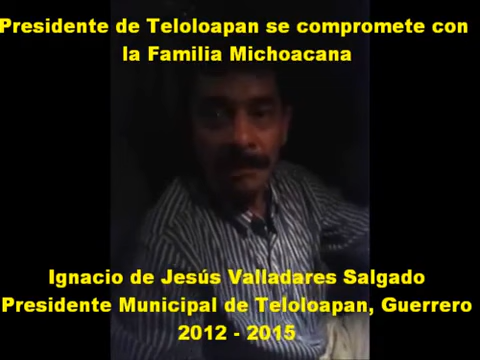 Presidente de Teloloapan se compromete con
la Familia Michoacana
Ignacio de Jesús Valladares Salgado
Presidente Municipal de Teloloapan, Guerrero
2012 - 2015